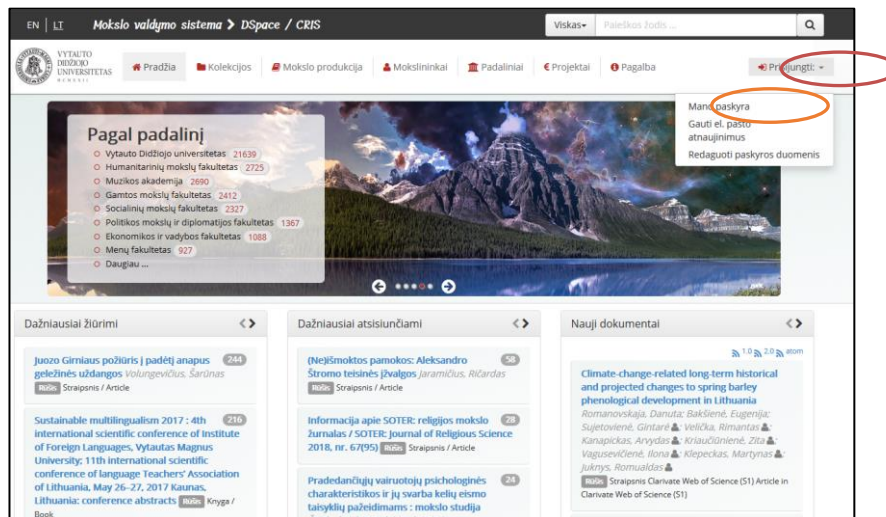 EN | LT Mokslo valdymo sistema > DSpace / CRIS Viskas Paieškos žodis ...
VYTAUTO
DIDŽIOJO
UNIVERSITETAS
MCMXXII
Pradžia Kolekcijos Mokslo produkcija Mokslininkai Padaliniai Projektai Pagalba Prisijungti:
Mano paskyra
Gauti el. pašto
atnaujinimus
Redaguoti paskyros duomenis
Pagal padalinį
Vytauto Didžiojo universitetas 21639
Humanitarinių mokslų fakultetas 2725
Muzikos akademija 2690
Gamtos mokslų fakultetas 2412
Socialinių mokslų fakultetas 2327
Politikos mokslų ir diplomatijos fakultetas 1367
Ekonomikos ir vadybos fakultetas 1088
Menų fakultetas 927
Daugiau ...
Dažniausiai žiūrimi
Juozo Girniaus požiūris į padėtį anapus 244
geležinės uždangos Volungevičius, Šarūnas
Rūšis Straipsnis / Article
Sustainable multilingualism 2017 : 4th 216
international scientific conference of Institute
of Foreign Languages, Vytautas Magnus
University; 11th international scientific
conference of language Teachers' Association
of Lithuania, May 26–27, 2017 Kaunas,
Lithuania: conference abstracts Rūšis Knyga /
Book
Dažniausiai atsisiunčiami
(Ne)išmoktos pamokos: Aleksandro 58
Štromo teisinės įžvalgos Jaramičius, Ričardas
Rūšis Straipsnis / Article
Informacija apie SOTER: religijos mokslo 28
žurnalas / SOTER: Journal of Religious Science
2018, nr. 67(95) Rūšis Straipsnis / Article
Pradedančiųjų vairuotojų psichologinės 24
charakteristikos ir jų svarba kelių eismo
taisyklių pažeidimams : mokslo studija
Nauji dokumentai
1.0 2.0 atom
Climate-change-related long-term historical
and projected changes to spring barley
phenological development in Lithuania
Romanovskaja, Danuta; Bakšienė, Eugenija;
Sujetovienė, Gintarė; Velička, Rimantas;
Kanapickas, Arvydas; Kriaučiūnienė, Zita;
Vagusevičienė, Ilona; Klepeckas, Martynas;
Juknys, Romualdas
Rūšis Straipsnis Clarivate Web of Science (S1) Article in
Clarivate Web of Science (S1)